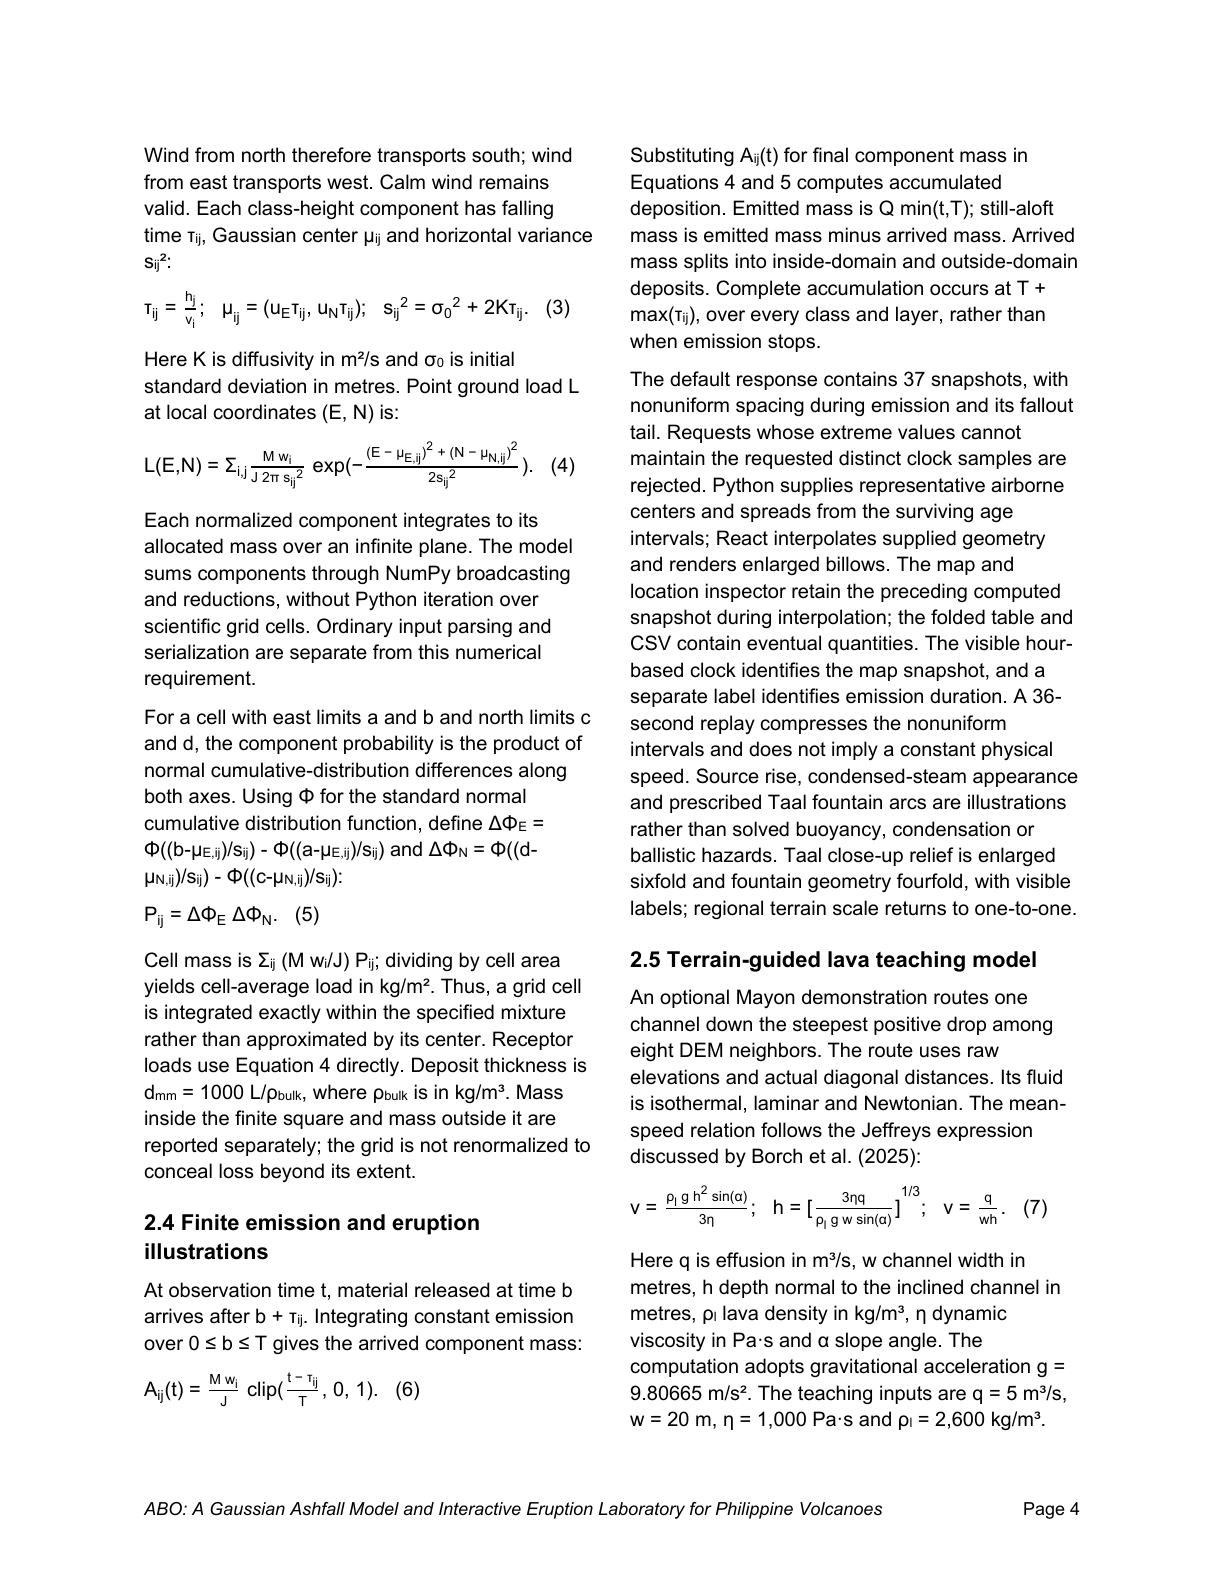 Wind from north therefore transports south; wind
from east transports west. Calm wind remains
valid. Each class-height component has falling
time τij, Gaussian center µij and horizontal variance
sij²:
τij = hj/vi; µij = (uEτij, uNτij); sij² = σ0² + 2Kτij. (3)
Here K is diffusivity in m²/s and σ0 is initial
standard deviation in metres. Point ground load L
at local coordinates (E, N) is:
L(E,N) = Σi,j M wi / J 2π sij² exp(− (E − µE,ij)² + (N − µN,ij)² / 2sij² ). (4)
Each normalized component integrates to its
allocated mass over an infinite plane. The model
sums components through NumPy broadcasting
and reductions, without Python iteration over
scientific grid cells. Ordinary input parsing and
serialization are separate from this numerical
requirement.
For a cell with east limits a and b and north limits c
and d, the component probability is the product of
normal cumulative-distribution differences along
both axes. Using Φ for the standard normal
cumulative distribution function, define ΔΦE =
Φ((b-µE,ij)/sij) - Φ((a-µE,ij)/sij) and ΔΦN = Φ((d-
µN,ij)/sij) - Φ((c-µN,ij)/sij):
Pij = ΔΦE ΔΦN. (5)
Cell mass is Σij (M wi/J) Pij; dividing by cell area
yields cell-average load in kg/m². Thus, a grid cell
is integrated exactly within the specified mixture
rather than approximated by its center. Receptor
loads use Equation 4 directly. Deposit thickness is
dmm = 1000 L/ρbulk, where ρbulk is in kg/m³. Mass
inside the finite square and mass outside it are
reported separately; the grid is not renormalized to
conceal loss beyond its extent.
2.4 Finite emission and eruption
illustrations
At observation time t, material released at time b
arrives after b + τij. Integrating constant emission
over 0 ≤ b ≤ T gives the arrived component mass:
Aij(t) = M wi / J clip( t − τij / T , 0, 1). (6)
Substituting Aij(t) for final component mass in
Equations 4 and 5 computes accumulated
deposition. Emitted mass is Q min(t,T); still-aloft
mass is emitted mass minus arrived mass. Arrived
mass splits into inside-domain and outside-domain
deposits. Complete accumulation occurs at T +
max(τij), over every class and layer, rather than
when emission stops.
The default response contains 37 snapshots, with
nonuniform spacing during emission and its fallout
tail. Requests whose extreme values cannot
maintain the requested distinct clock samples are
rejected. Python supplies representative airborne
centers and spreads from the surviving age
intervals; React interpolates supplied geometry
and renders enlarged billows. The map and
location inspector retain the preceding computed
snapshot during interpolation; the folded table and
CSV contain eventual quantities. The visible hour-
based clock identifies the map snapshot, and a
separate label identifies emission duration. A 36-
second replay compresses the nonuniform
intervals and does not imply a constant physical
speed. Source rise, condensed-steam appearance
and prescribed Taal fountain arcs are illustrations
rather than solved buoyancy, condensation or
ballistic hazards. Taal close-up relief is enlarged
sixfold and fountain geometry fourfold, with visible
labels; regional terrain scale returns to one-to-one.
2.5 Terrain-guided lava teaching model
An optional Mayon demonstration routes one
channel down the steepest positive drop among
eight DEM neighbors. The route uses raw
elevations and actual diagonal distances. Its fluid
is isothermal, laminar and Newtonian. The mean-
speed relation follows the Jeffreys expression
discussed by Borch et al. (2025):
v = ρl g h² sin(α) / 3η; h = [ 3ηq / ρl g w sin(α) ]^1/3; v = q / wh. (7)
Here q is effusion in m³/s, w channel width in
metres, h depth normal to the inclined channel in
metres, ρl lava density in kg/m³, η dynamic
viscosity in Pa·s and α slope angle. The
computation adopts gravitational acceleration g =
9.80665 m/s². The teaching inputs are q = 5 m³/s,
w = 20 m, η = 1,000 Pa·s and ρl = 2,600 kg/m³.
ABO: A Gaussian Ashfall Model and Interactive Eruption Laboratory for Philippine Volcanoes Page 4